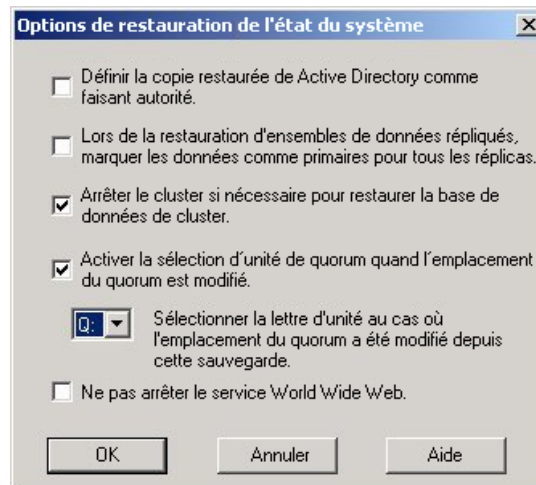 Options de restauration de l'état du système
Définir la copie restaurée de Active Directory comme
faisant autorité.
Lors de la restauration d'ensembles de données répliqués,
marquer les données comme primaires pour tous les réplicas.
Arrêter le cluster si nécessaire pour restaurer la base de
données de cluster.
Activer la sélection d'unité de quorum quand l'emplacement
du quorum est modifié.
Q:
Sélectionner la lettre d'unité au cas où
l'emplacement du quorum a été modifié depuis
cette sauvegarde.
Ne pas arrêter le service World Wide Web.
OK
Annuler
Aide